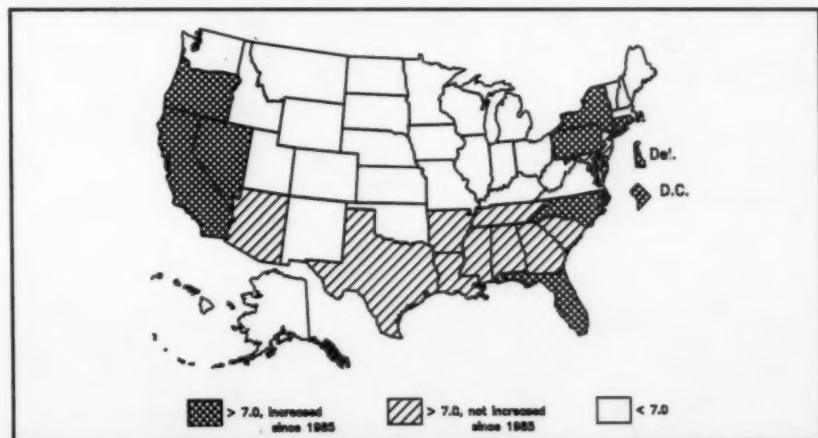 Del.
D.C.
> 7.0, increased
since 1985
> 7.0, not increased
since 1985
< 7.0